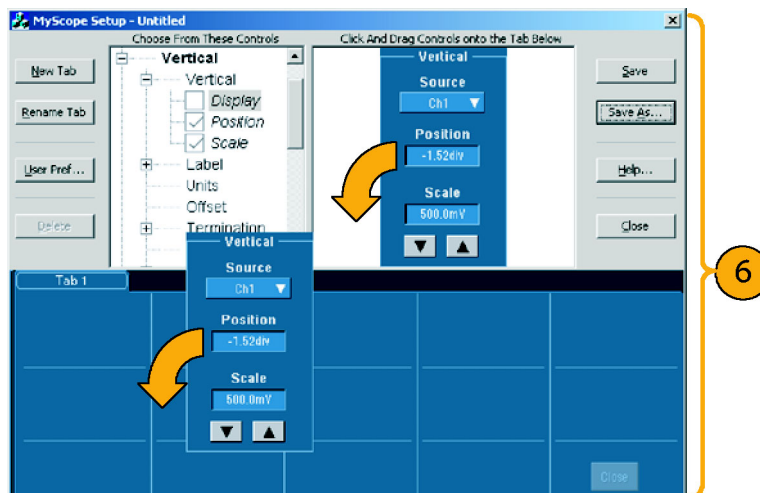 MyScope Setup - Untitled
Choose From These Controls
Click And Drag Controls onto the Tab Below
New Tab
Rename Tab
User Pref...
Delete
Vertical
Vertical
Display
Position
Scale
Label
Units
Offset
Termination
Vertical
Source
Ch1
Position
-1.52div
Scale
500.0mV
Save
Save As...
Help...
Close
6
Tab 1
Vertical
Source
Ch1
Position
-1.52div
Scale
500.0mV
Close